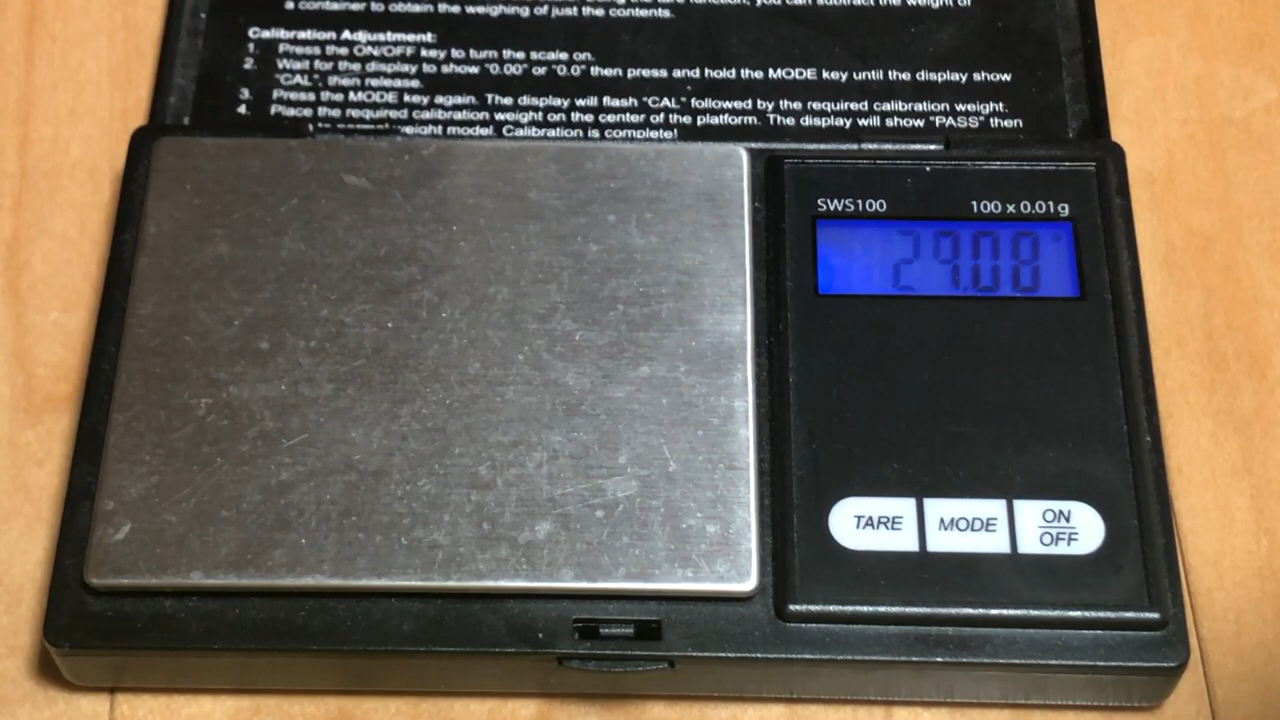 a container to obtain the weighing of just the contents.
Calibration Adjustment:
1. Press the ON/OFF key to turn the scale on.
2. Wait for the display to show "0.00" or "0.0" then press and hold the MODE key until the display show
"CAL", then release.
3. Press the MODE key again. The display will flash "CAL" followed by the required calibration weight.
4. Place the required calibration weight on the center of the platform. The display will show "PASS" then
to normal weight model. Calibration is complete!
SWS100 100 x 0.01g
29.08
TARE MODE ON
OFF